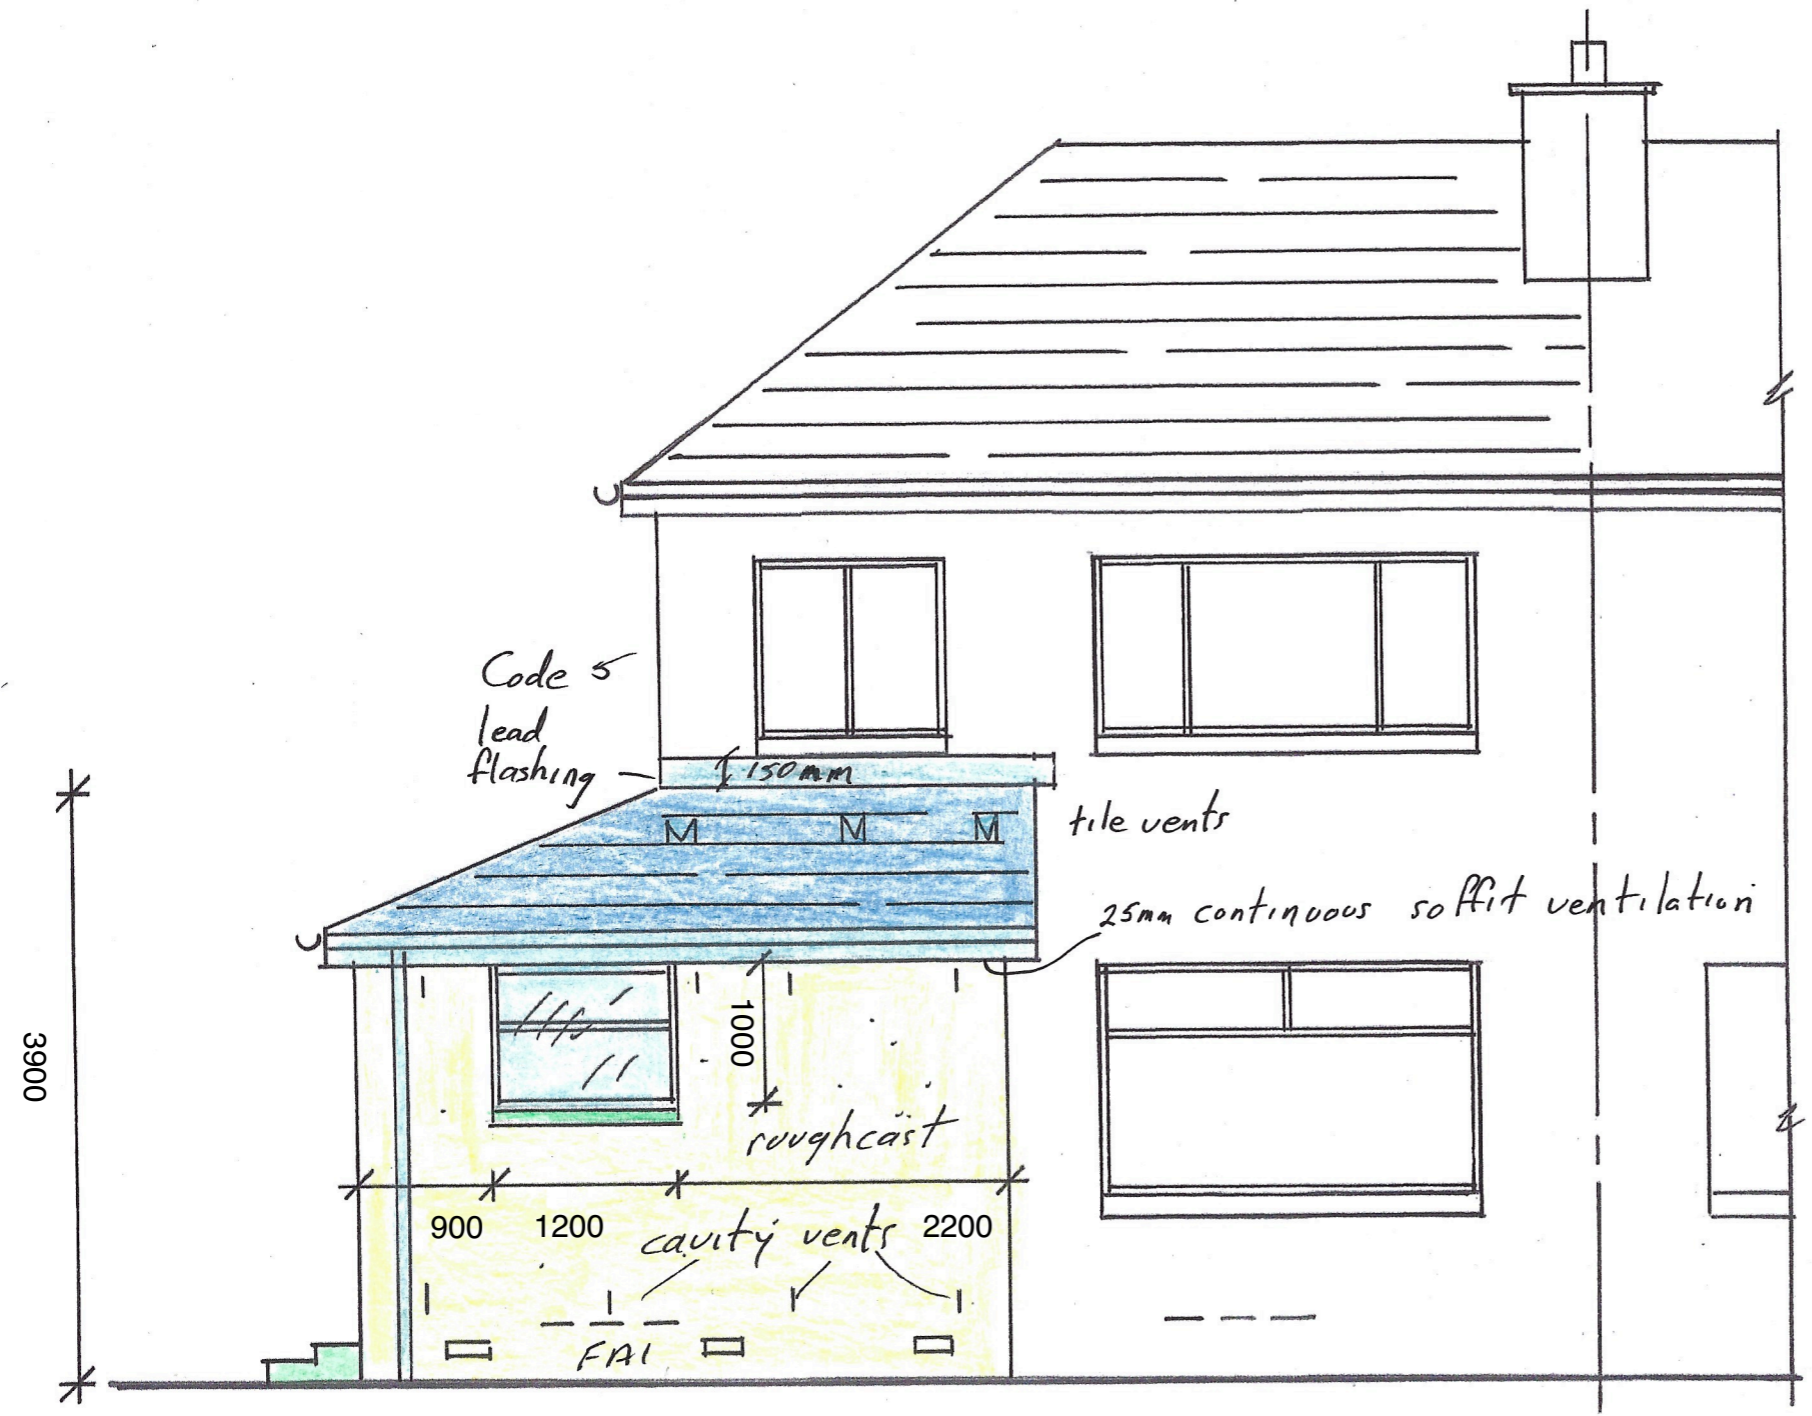 Code 5
lead
flashing
150mm
tile vents
25mm continuous soffit ventilation
3900
1000
roughcast
900
1200
2200
cavity vents
FAI